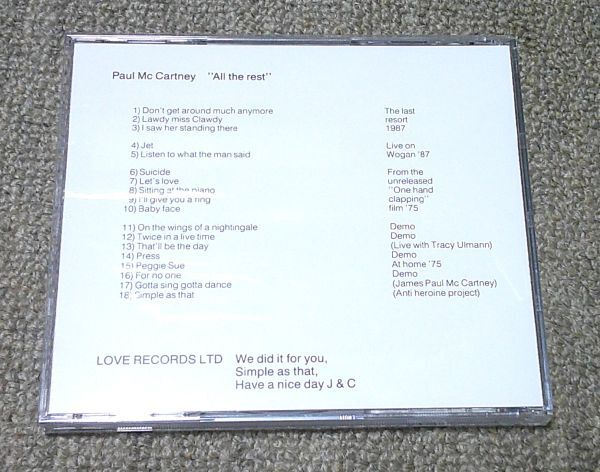 Paul Mc Cartney ''All the rest''
1) Don't get around much anymore The last
2) Lawdy miss Clawdy resort
3) I saw her standing there 1987
4) Jet Live on
5) Listen to what the man said Wogan '87
6) Suicide From the
7) Let's love unreleased
8) Sitting at the piano ''One hand
9) I'll give you a ring clapping''
10) Baby face film '75
11) On the wings of a nightingale Demo
12) Twice in a live time Demo
13) That'll be the day (Live with Tracy Ulmann)
14) Press Demo
15) Peggie Sue At home '75
16) For no one Demo
17) Gotta sing gotta dance (James Paul Mc Cartney)
18) Simple as that (Anti heroine project)
LOVE RECORDS LTD We did it for you,
Simple as that,
Have a nice day J & C